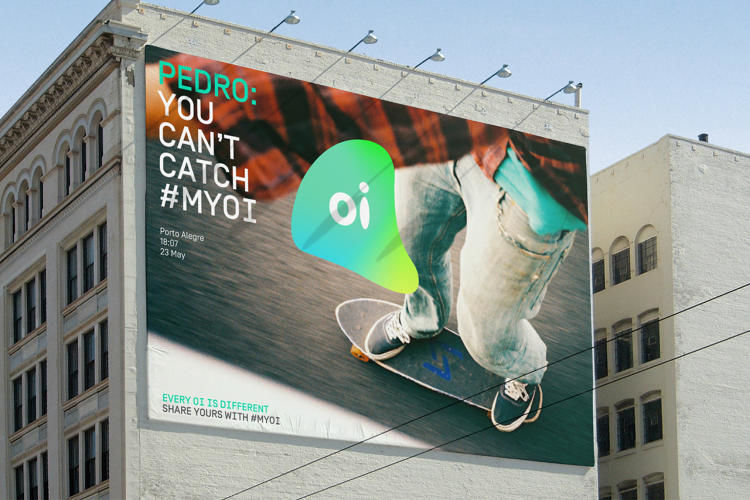 PEDRO:
YOU
CAN'T
CATCH
#MYOI
oi
Porto Alegre
18:07
23 May
EVERY OI IS DIFFERENT
SHARE YOURS WITH #MYOI